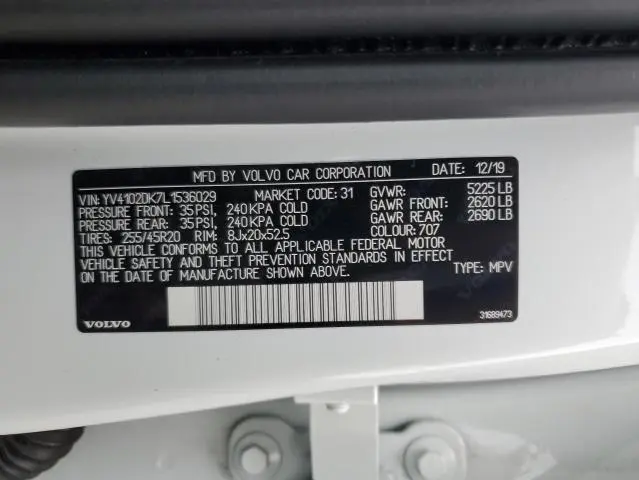 MFD BY VOLVO CAR CORPORATION DATE: 12/19
VIN: YV4102DK7L1536029 MARKET CODE: 31 GVWR: 5225 LB
PRESSURE FRONT: 35 PSI, 240 KPA COLD GAWR FRONT: 2620 LB
PRESSURE REAR: 35 PSI, 240 KPA COLD GAWR REAR: 2690 LB
TIRES: 255/45R20 RIM: 8Jx20x52.5 COLOUR: 707
THIS VEHICLE CONFORMS TO ALL APPLICABLE FEDERAL MOTOR
VEHICLE SAFETY AND THEFT PREVENTION STANDARDS IN EFFECT
ON THE DATE OF MANUFACTURE SHOWN ABOVE. TYPE: MPV
VOLVO 31689473